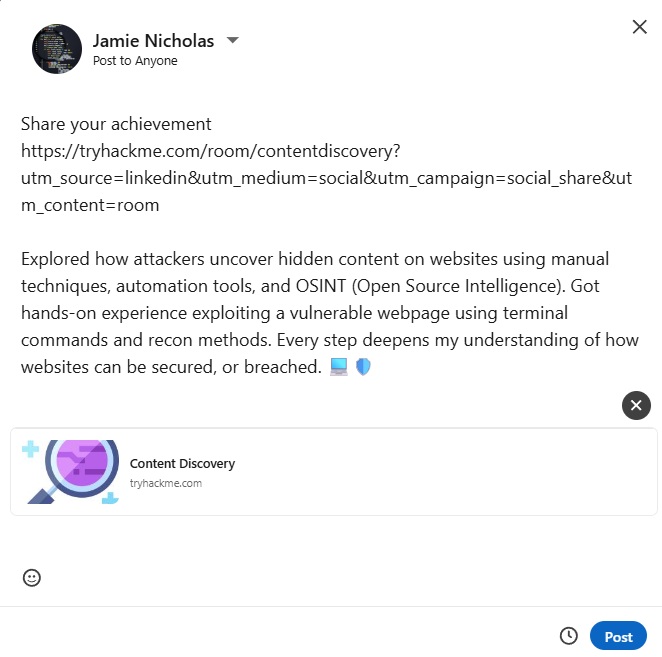 Jamie Nicholas
Post to Anyone
Share your achievement
https://tryhackme.com/room/contentdiscovery?
utm_source=linkedin&utm_medium=social&utm_campaign=social_share&ut
m_content=room
Explored how attackers uncover hidden content on websites using manual
techniques, automation tools, and OSINT (Open Source Intelligence). Got
hands-on experience exploiting a vulnerable webpage using terminal
commands and recon methods. Every step deepens my understanding of how
websites can be secured, or breached. 💻🛡️
Content Discovery
tryhackme.com
Post